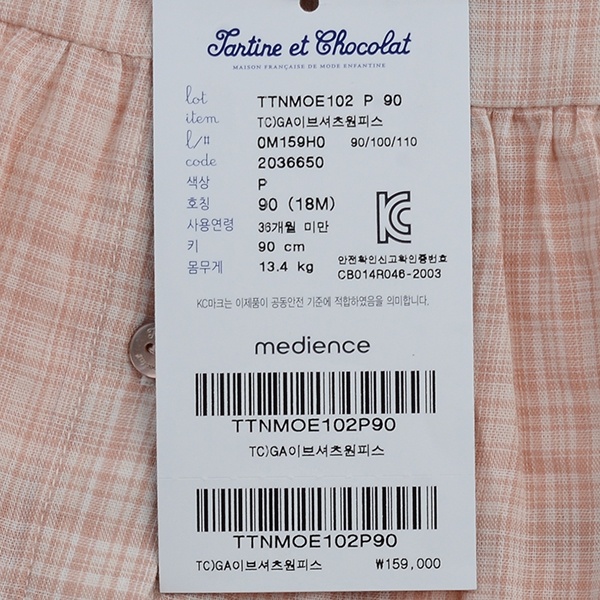 Tartine et Chocolat
MAISON FRANÇAISE DE MODE ENFANTINE
lot TTNMOE102 P 90
item TC)GA이브셔츠원피스
l/# 0M159H0 90/100/110
code 2036650
색상 P
호칭 90 (18M)
사용연령 36개월 미만
키 90 cm
몸무게 13.4 kg
KC
안전확인신고확인증번호
CB014R046-2003
KC마크는 이제품이 공통안전 기준에 적합하였음을 의미합니다.
medience
TTNMOE102P90
TC)GA이브셔츠원피스
TTNMOE102P90
TC)GA이브셔츠원피스 ₩159,000